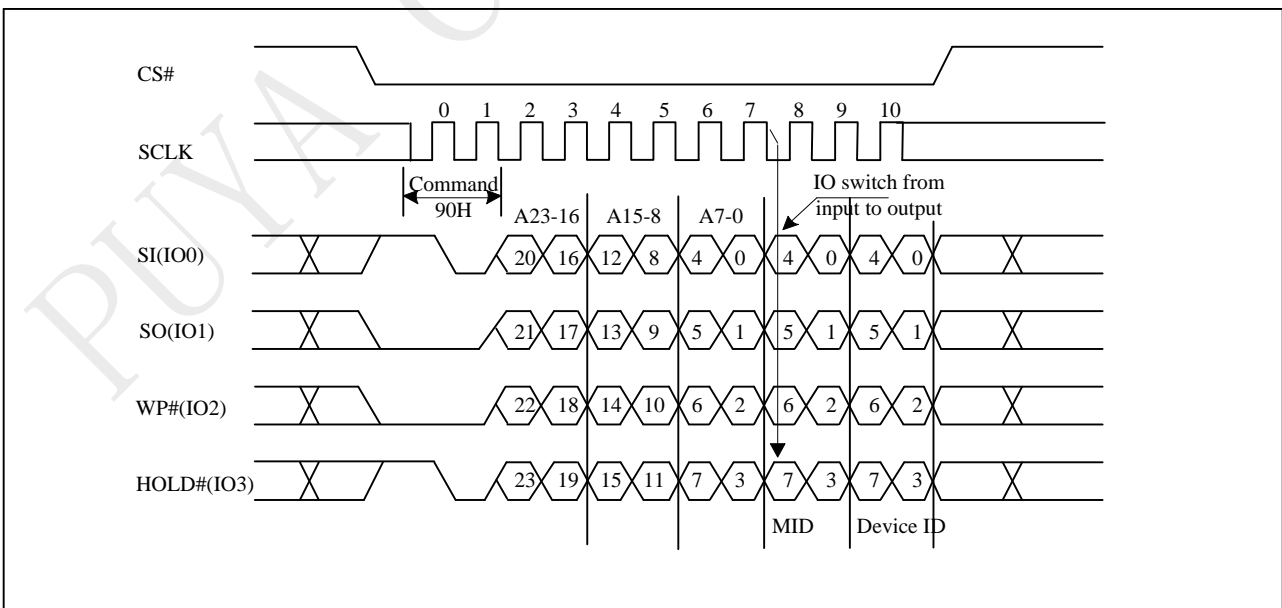 CS#
0 1 2 3 4 5 6 7 8 9 10
SCLK
Command
90H
IO switch from
input to output
A23-16 A15-8 A7-0
SI(IO0)
20 16 12 8 4 0 4 0 4 0
SO(IO1)
21 17 13 9 5 1 5 1 5 1
WP#(IO2)
22 18 14 10 6 2 6 2 6 2
HOLD#(IO3)
23 19 15 11 7 3 7 3 7 3
MID Device ID
PUYA